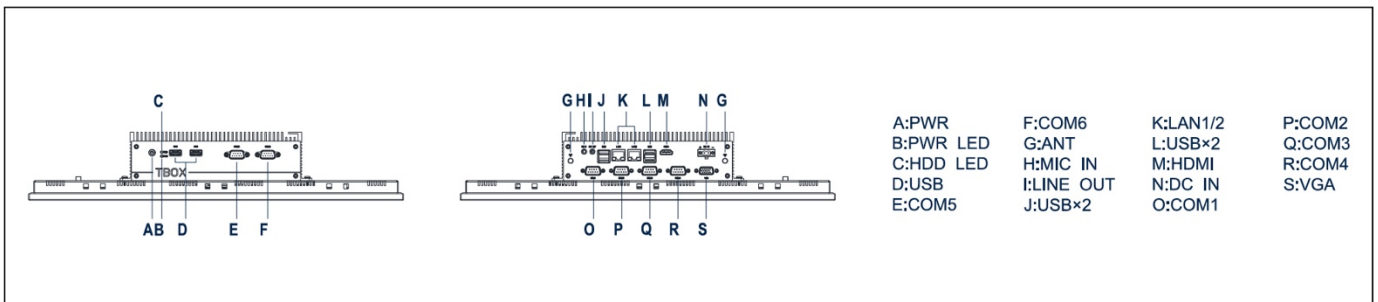 C
TBOX
AB D E F
G H I J K L M N G
O P Q R S
A:PWR
B:PWR LED
C:HDD LED
D:USB
E:COM5
F:COM6
G:ANT
H:MIC IN
I:LINE OUT
J:USB×2
K:LAN1/2
L:USB×2
M:HDMI
N:DC IN
O:COM1
P:COM2
Q:COM3
R:COM4
S:VGA